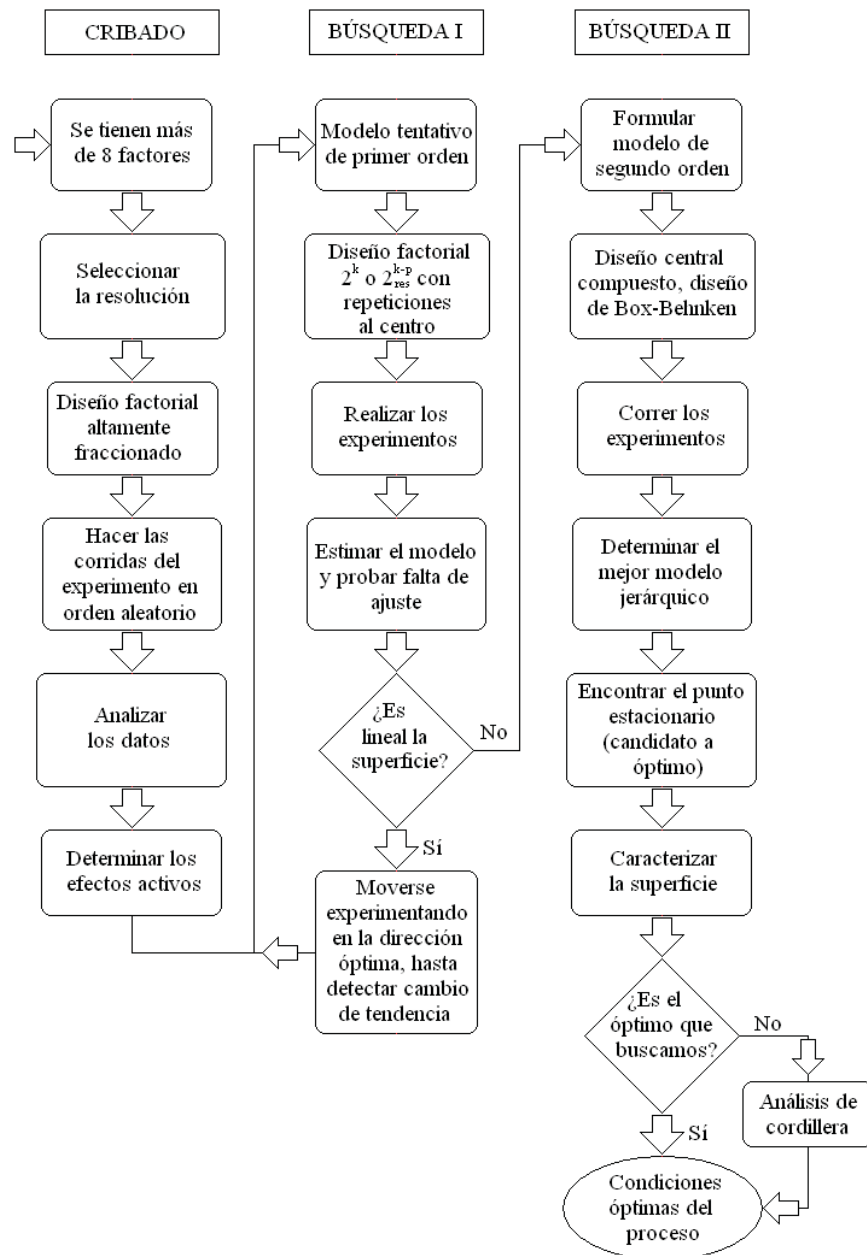 CRIBADO
Se tienen más
de 8 factores
Seleccionar
la resolución
Diseño factorial
altamente
fraccionado
Hacer las
corridas del
experimento en
orden aleatorio
Analizar
los datos
Determinar los
efectos activos
BÚSQUEDA I
Modelo tentativo
de primer orden
Diseño factorial
2^k o 2_res^k-p con
repeticiones
al centro
Realizar los
experimentos
Estimar el modelo
y probar falta de
ajuste
¿Es
lineal la
superficie?
No
Sí
Moverse
experimentando
en la dirección
óptima, hasta
detectar cambio
de tendencia
BÚSQUEDA II
Formular
modelo de
segundo orden
Diseño central
compuesto, diseño
de Box-Behnken
Correr los
experimentos
Determinar el
mejor modelo
jerárquico
Encontrar el punto
estacionario
(candidato a
óptimo)
Caracterizar
la superficie
¿Es el
óptimo que
buscamos?
No
Análisis de
cordillera
Sí
Condiciones
óptimas del
proceso